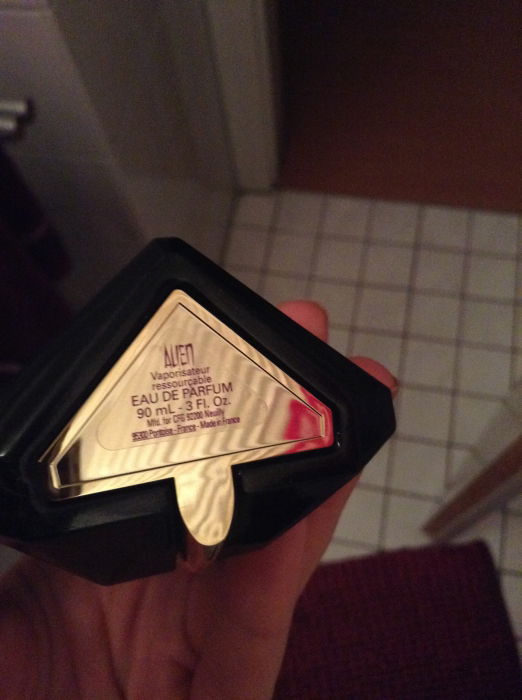 ALIEN
Vaporisateur
ressourçable
EAU DE PARFUM
90 mL - 3 Fl. Oz.
Mfd. for CFG 92200 Neuilly
95300 Pontoise - France - Made in France